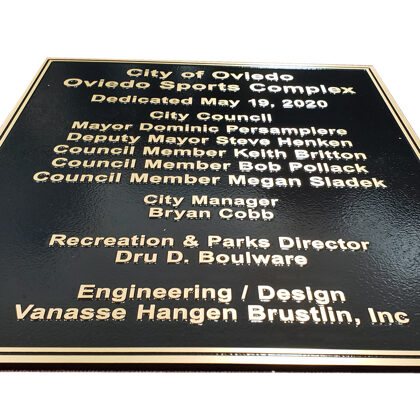 City of Oviedo
Oviedo Sports Complex
Dedicated May 19, 2020
City Council
Mayor Dominic Persampiere
Deputy Mayor Steve Henken
Council Member Keith Britton
Council Member Bob Pollack
Council Member Megan Sladek
City Manager
Bryan Cobb
Recreation & Parks Director
Dru D. Boulware
Engineering / Design
Vanasse Hangen Brustlin, Inc